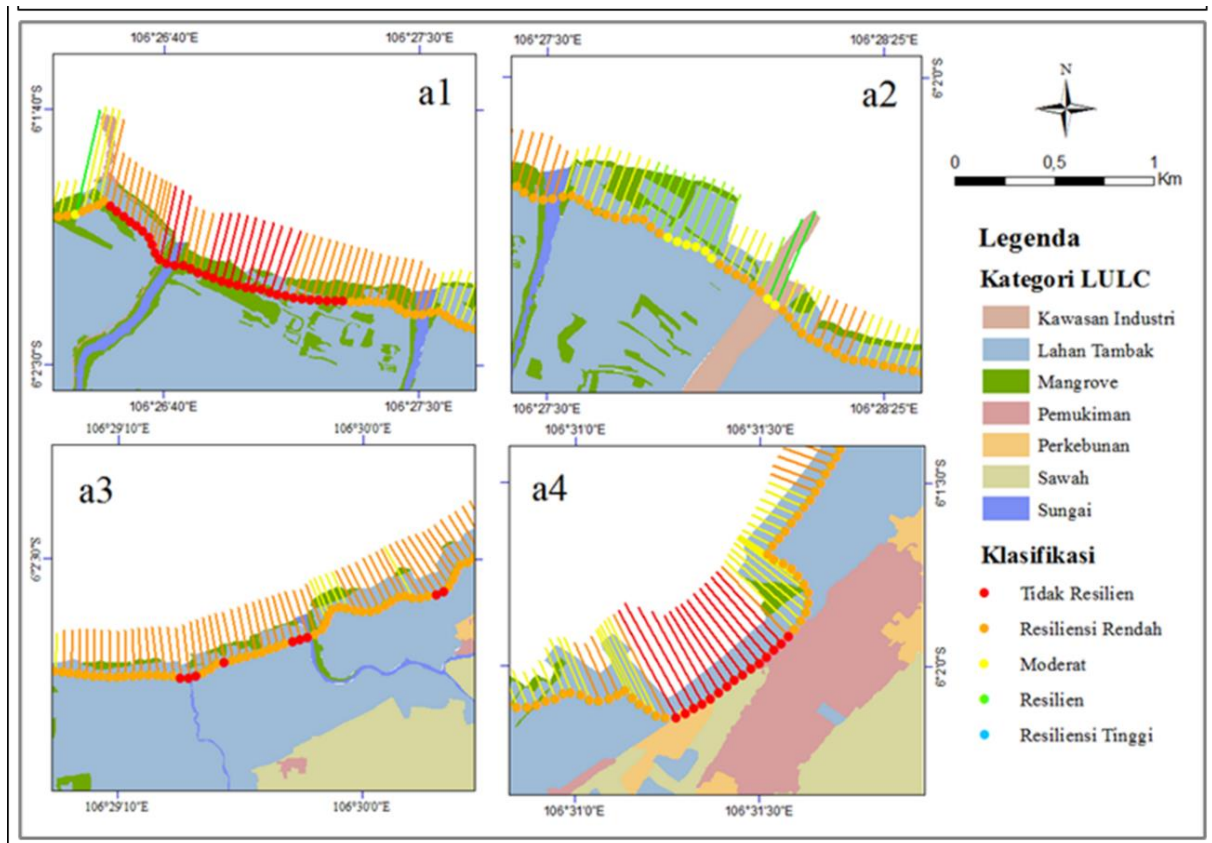 106°26'40"E
106°27'30"E
6°1'40"S
6°2'30"S
a1
106°26'40"E
106°27'30"E
106°27'30"E
106°28'25"E
6°2'0"S
a2
106°27'30"E
106°28'25"E
106°29'10"E
106°30'0"E
6°2'30"S
a3
106°29'10"E
106°30'0"E
106°31'0"E
106°31'30"E
6°1'30"S
6°2'0"S
a4
106°31'0"E
106°31'30"E
N
0 0,5 1
Km
Legenda
Kategori LULC
Kawasan Industri
Lahan Tambak
Mangrove
Pemukiman
Perkebunan
Sawah
Sungai
Klasifikasi
Tidak Resilien
Resiliensi Rendah
Moderat
Resilien
Resiliensi Tinggi